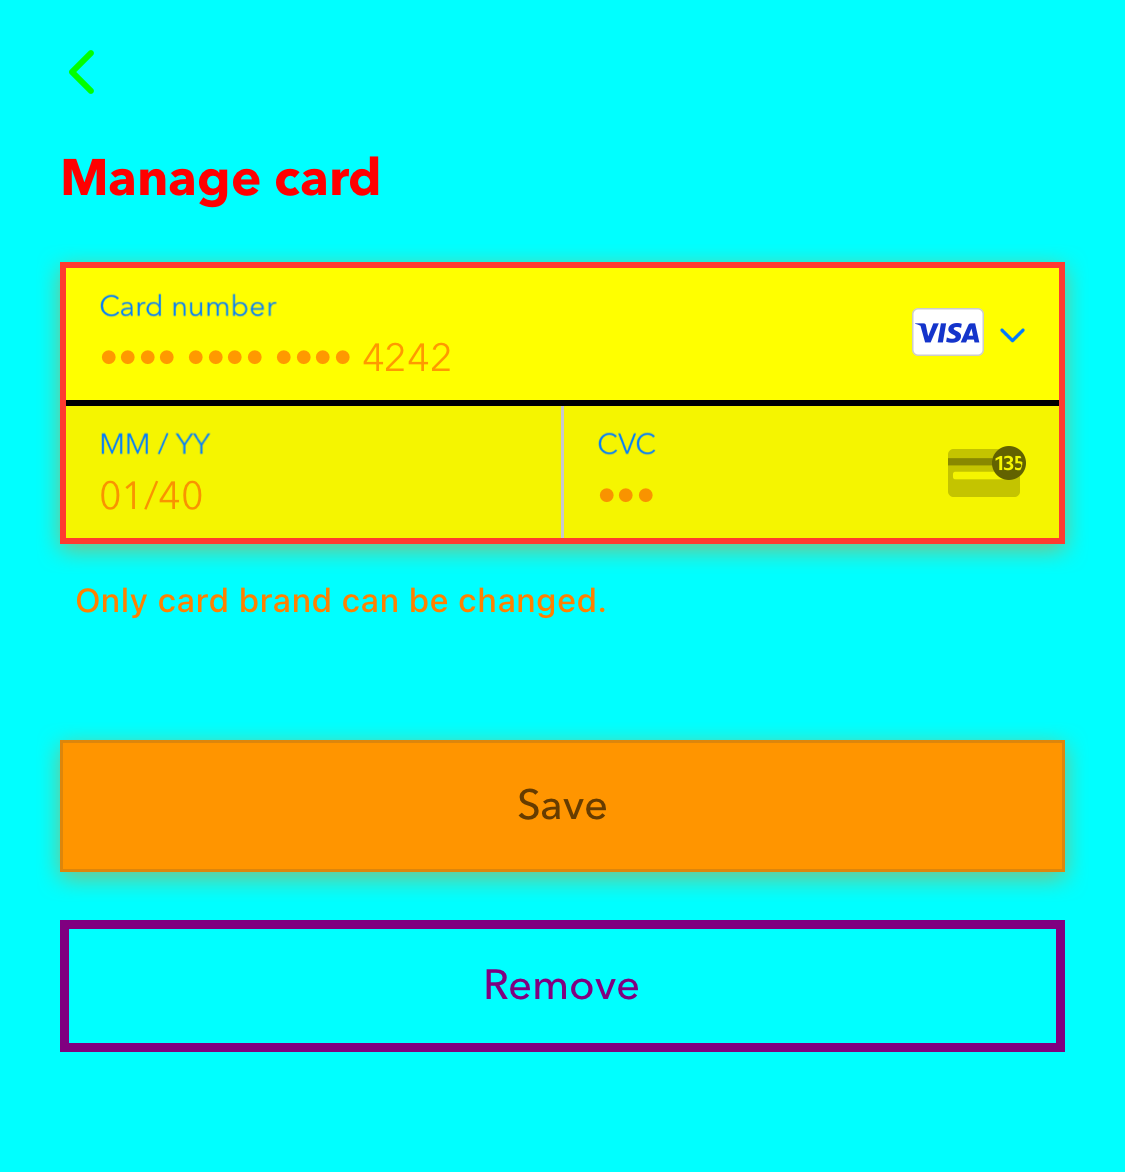 Manage card
Card number
•••• •••• •••• 4242
VISA
MM / YY
01/40
CVC
•••
135
Only card brand can be changed.
Save
Remove